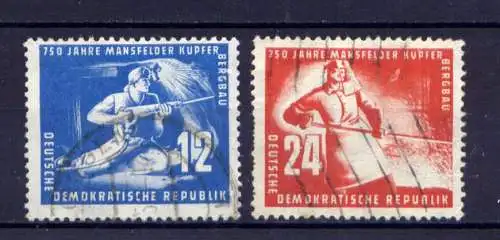 750 JAHRE MANSFELDER KUPFER
BERGBAU
12
DEUTSCHE
DEMOKRATISCHE REPUBLIK
750 JAHRE MANSFELDER KUPFER
BERGBAU
24
DEUTSCHE
DEMOKRATISCHE REPUBLIK